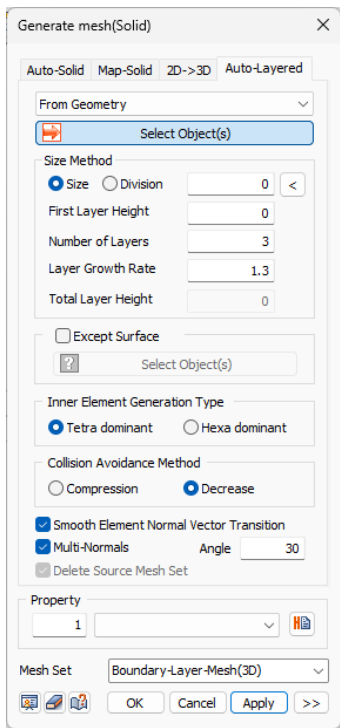 Generate mesh(Solid)
Auto-Solid Map-Solid 2D->3D Auto-Layered
From Geometry
Select Object(s)
Size Method
Size Division 0 <
First Layer Height 0
Number of Layers 3
Layer Growth Rate 1.3
Total Layer Height 0
Except Surface
? Select Object(s)
Inner Element Generation Type
Tetra dominant Hexa dominant
Collision Avoidance Method
Compression Decrease
Smooth Element Normal Vector Transition
Multi-Normals Angle 30
Delete Source Mesh Set
Property
1
Mesh Set Boundary-Layer-Mesh(3D)
OK Cancel Apply >>